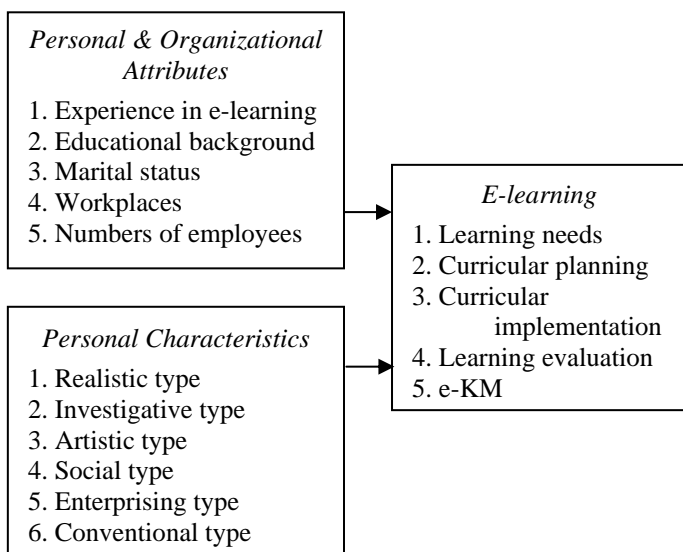 Personal & Organizational
Attributes
1. Experience in e-learning
2. Educational background
3. Marital status
4. Workplaces
5. Numbers of employees
E-learning
1. Learning needs
2. Curricular planning
3. Curricular
implementation
4. Learning evaluation
5. e-KM
Personal Characteristics
1. Realistic type
2. Investigative type
3. Artistic type
4. Social type
5. Enterprising type
6. Conventional type